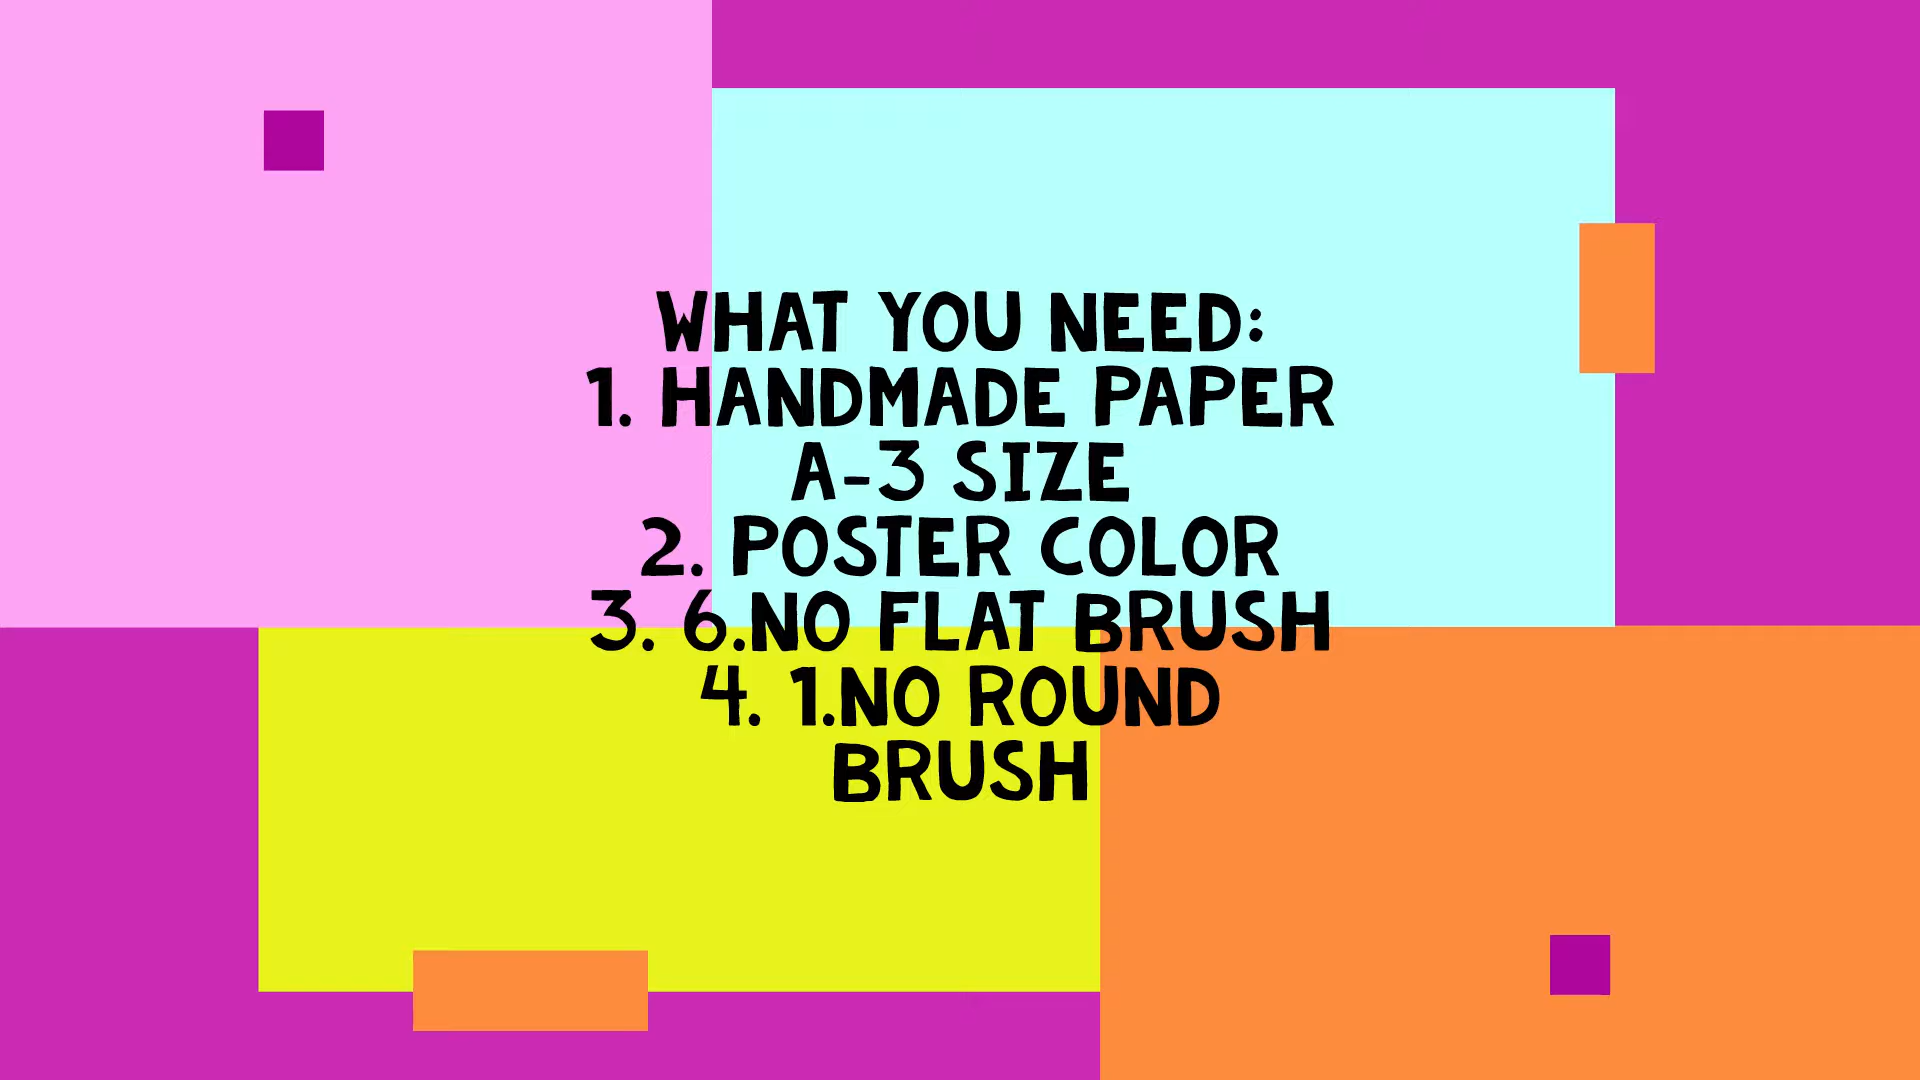 WHAT YOU NEED:
1. HANDMADE PAPER
A-3 SIZE
2. POSTER COLOR
3. 6.NO FLAT BRUSH
4. 1.NO ROUND
BRUSH